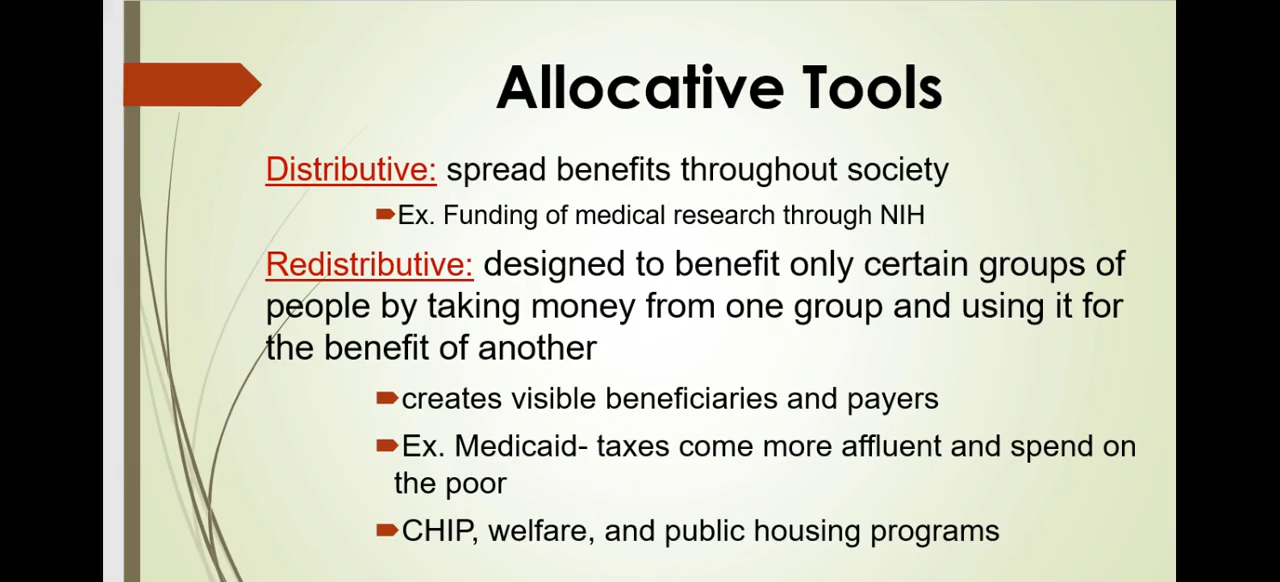 Allocative Tools
Distributive: spread benefits throughout society
Ex. Funding of medical research through NIH
Redistributive: designed to benefit only certain groups of
people by taking money from one group and using it for
the benefit of another
creates visible beneficiaries and payers
Ex. Medicaid- taxes come more affluent and spend on
the poor
CHIP, welfare, and public housing programs